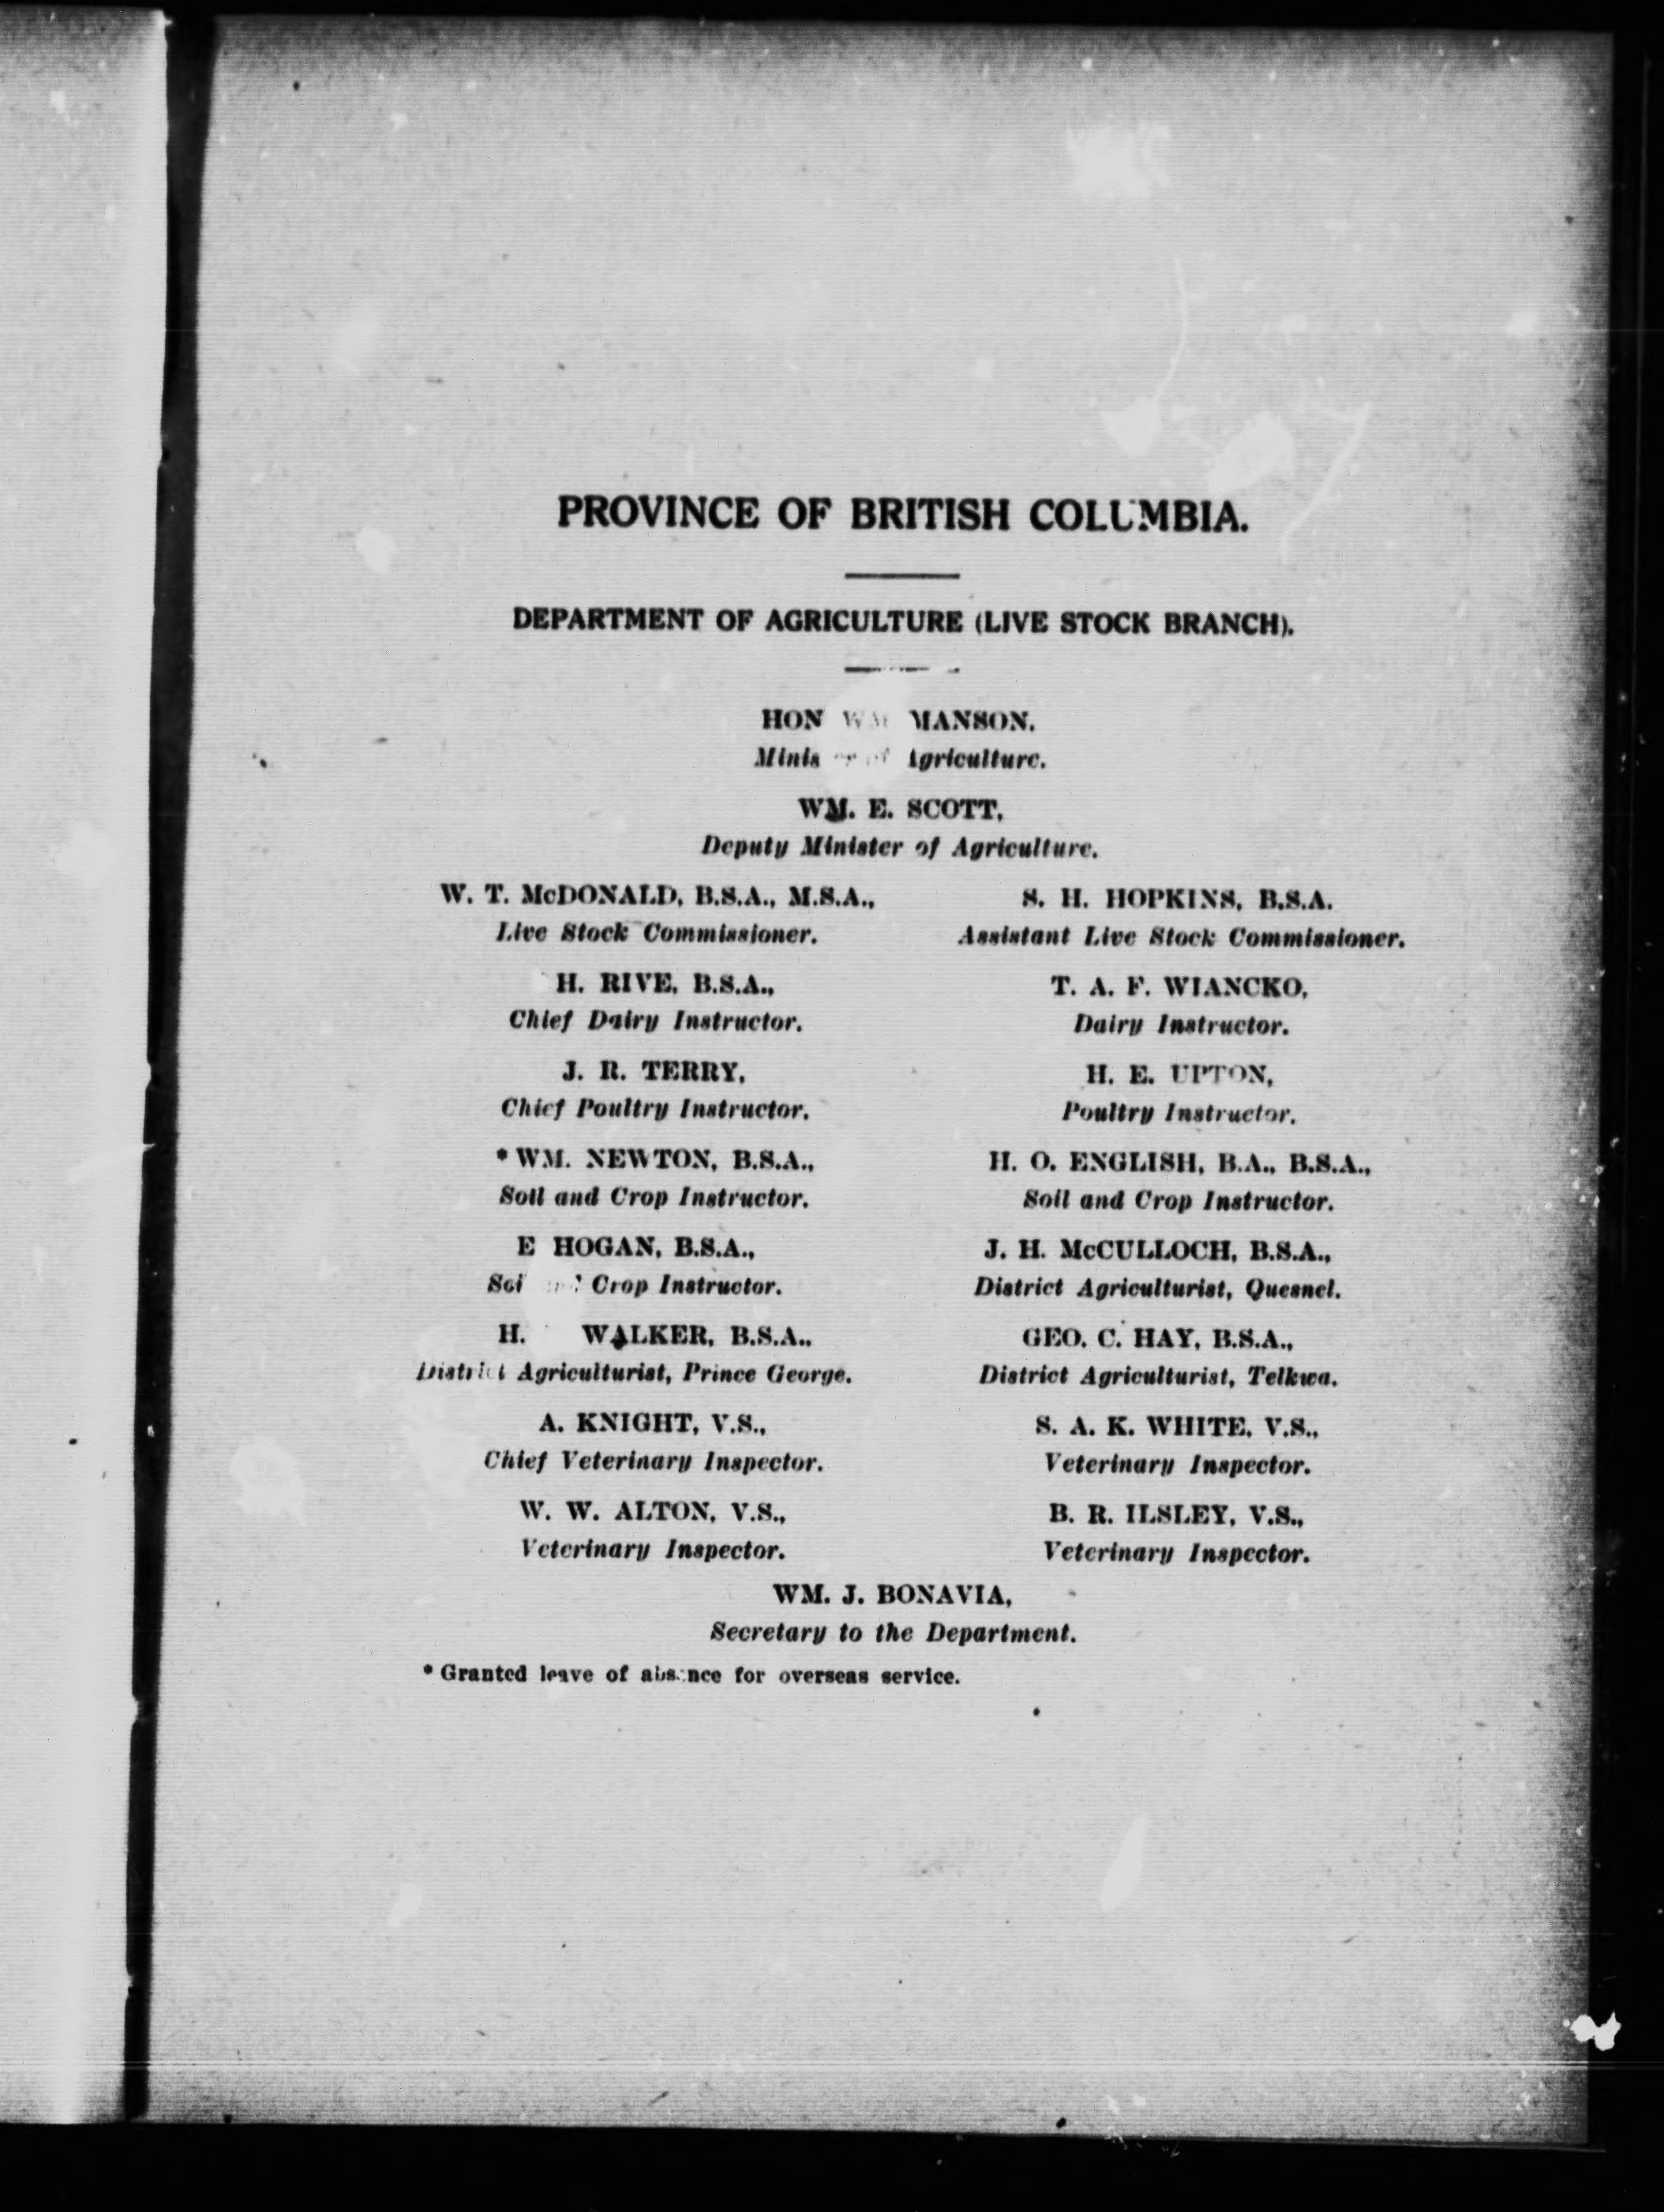 PROVINCE OF BRITISH COLUMBIA.
DEPARTMENT OF AGRICULTURE (LIVE STOCK BRANCH).
HON WM MANSON.
Minister of Agriculture.
WM. E. SCOTT,
Deputy Minister of Agriculture.
W. T. McDONALD, B.S.A., M.S.A.,
Live Stock Commissioner.
S. H. HOPKINS, B.S.A.
Assistant Live Stock Commissioner.
H. RIVE, B.S.A.,
Chief Dairy Instructor.
T. A. F. WIANCKO,
Dairy Instructor.
J. R. TERRY,
Chief Poultry Instructor.
H. E. UPTON,
Poultry Instructor.
* WM. NEWTON, B.S.A.,
Soil and Crop Instructor.
H. O. ENGLISH, B.A., B.S.A.,
Soil and Crop Instructor.
E HOGAN, B.S.A.,
Crop Instructor.
J. H. McCULLOCH, B.S.A.,
District Agriculturist, Quesnel.
H. WALKER, B.S.A.,
District Agriculturist, Prince George.
GEO. C. HAY, B.S.A.,
District Agriculturist, Telkwa.
A. KNIGHT, V.S.,
Chief Veterinary Inspector.
S. A. K. WHITE, V.S.,
Veterinary Inspector.
W. W. ALTON, V.S.,
Veterinary Inspector.
B. R. ILSLEY, V.S.,
Veterinary Inspector.
WM. J. BONAVIA,
Secretary to the Department.
* Granted leave of absence for overseas service.